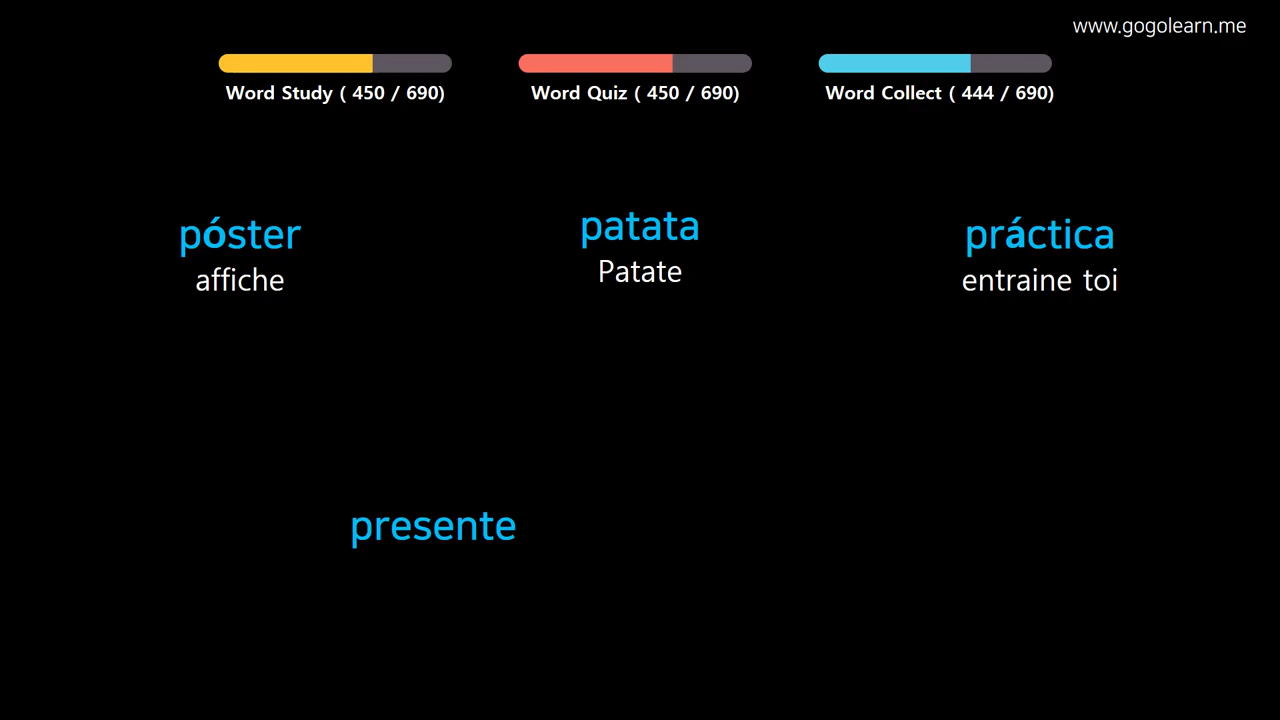 www.gogolearn.me
Word Study ( 450 / 690)
Word Quiz ( 450 / 690)
Word Collect ( 444 / 690)
póster
affiche
patata
Patate
práctica
entraine toi
presente